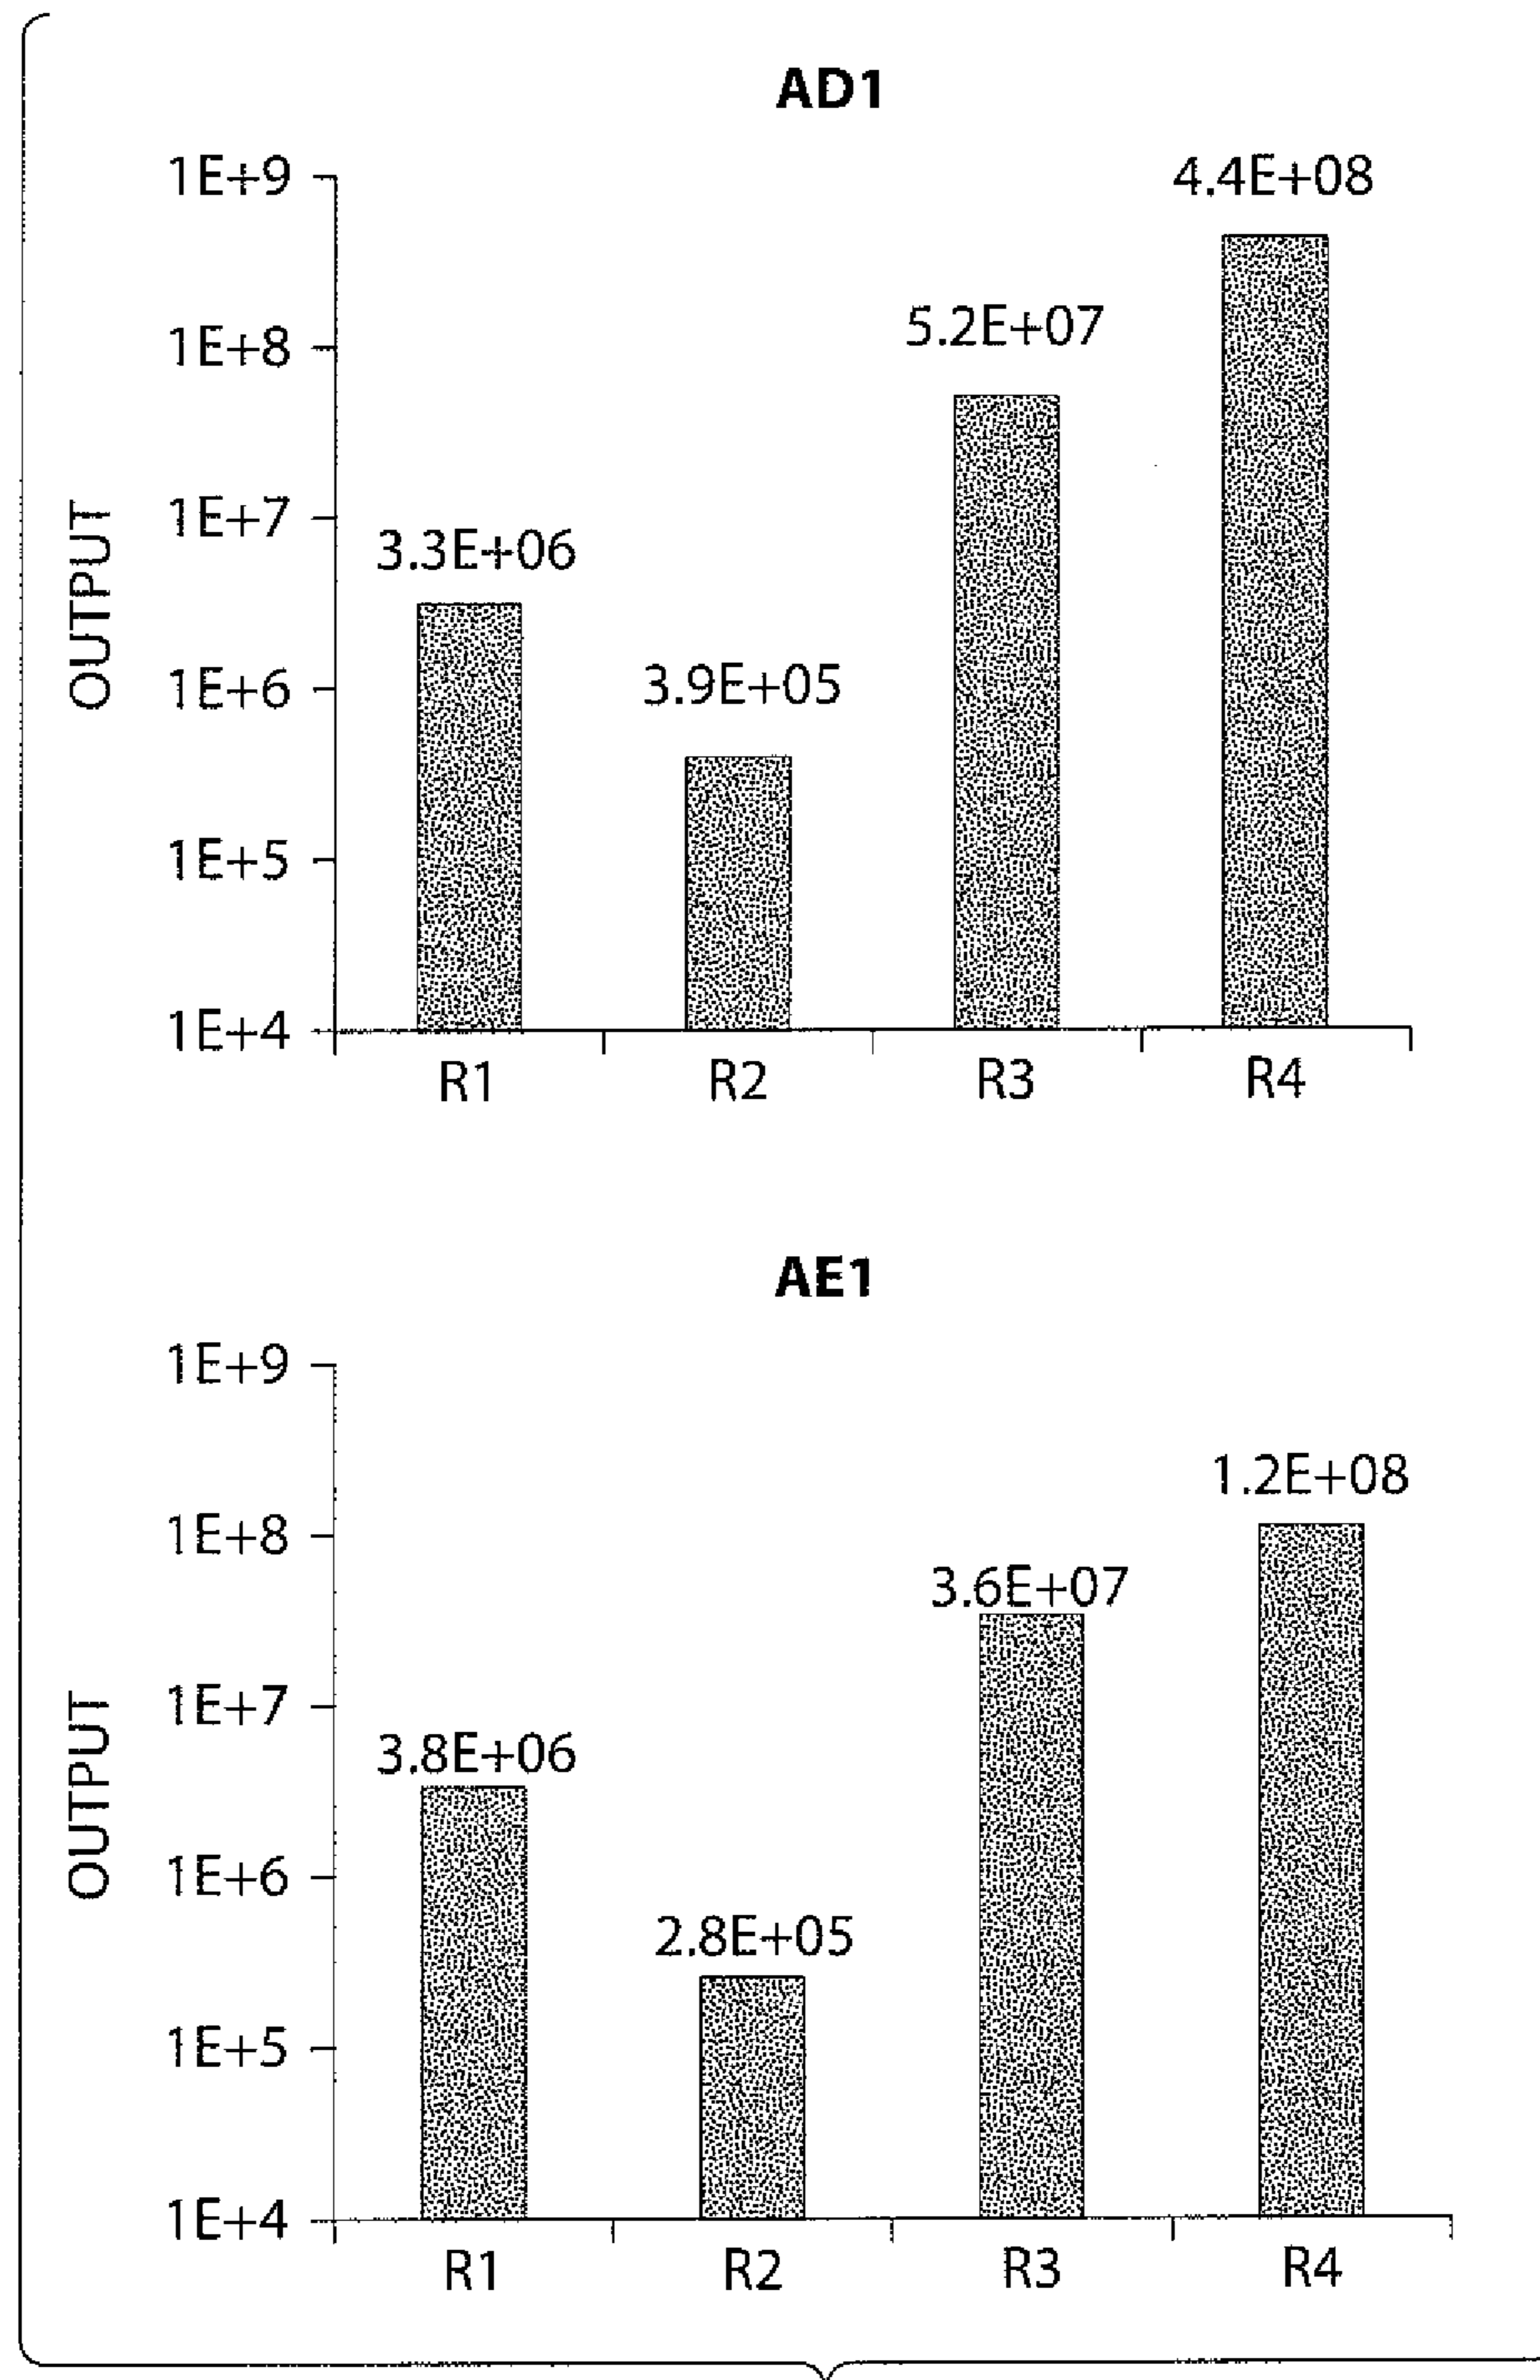 AD1
OUTPUT
1E+9
1E+8
1E+7
1E+6
1E+5
1E+4
3.3E+06
3.9E+05
5.2E+07
4.4E+08
R1 R2 R3 R4
AE1
OUTPUT
1E+9
1E+8
1E+7
1E+6
1E+5
1E+4
3.8E+06
2.8E+05
3.6E+07
1.2E+08
R1 R2 R3 R4